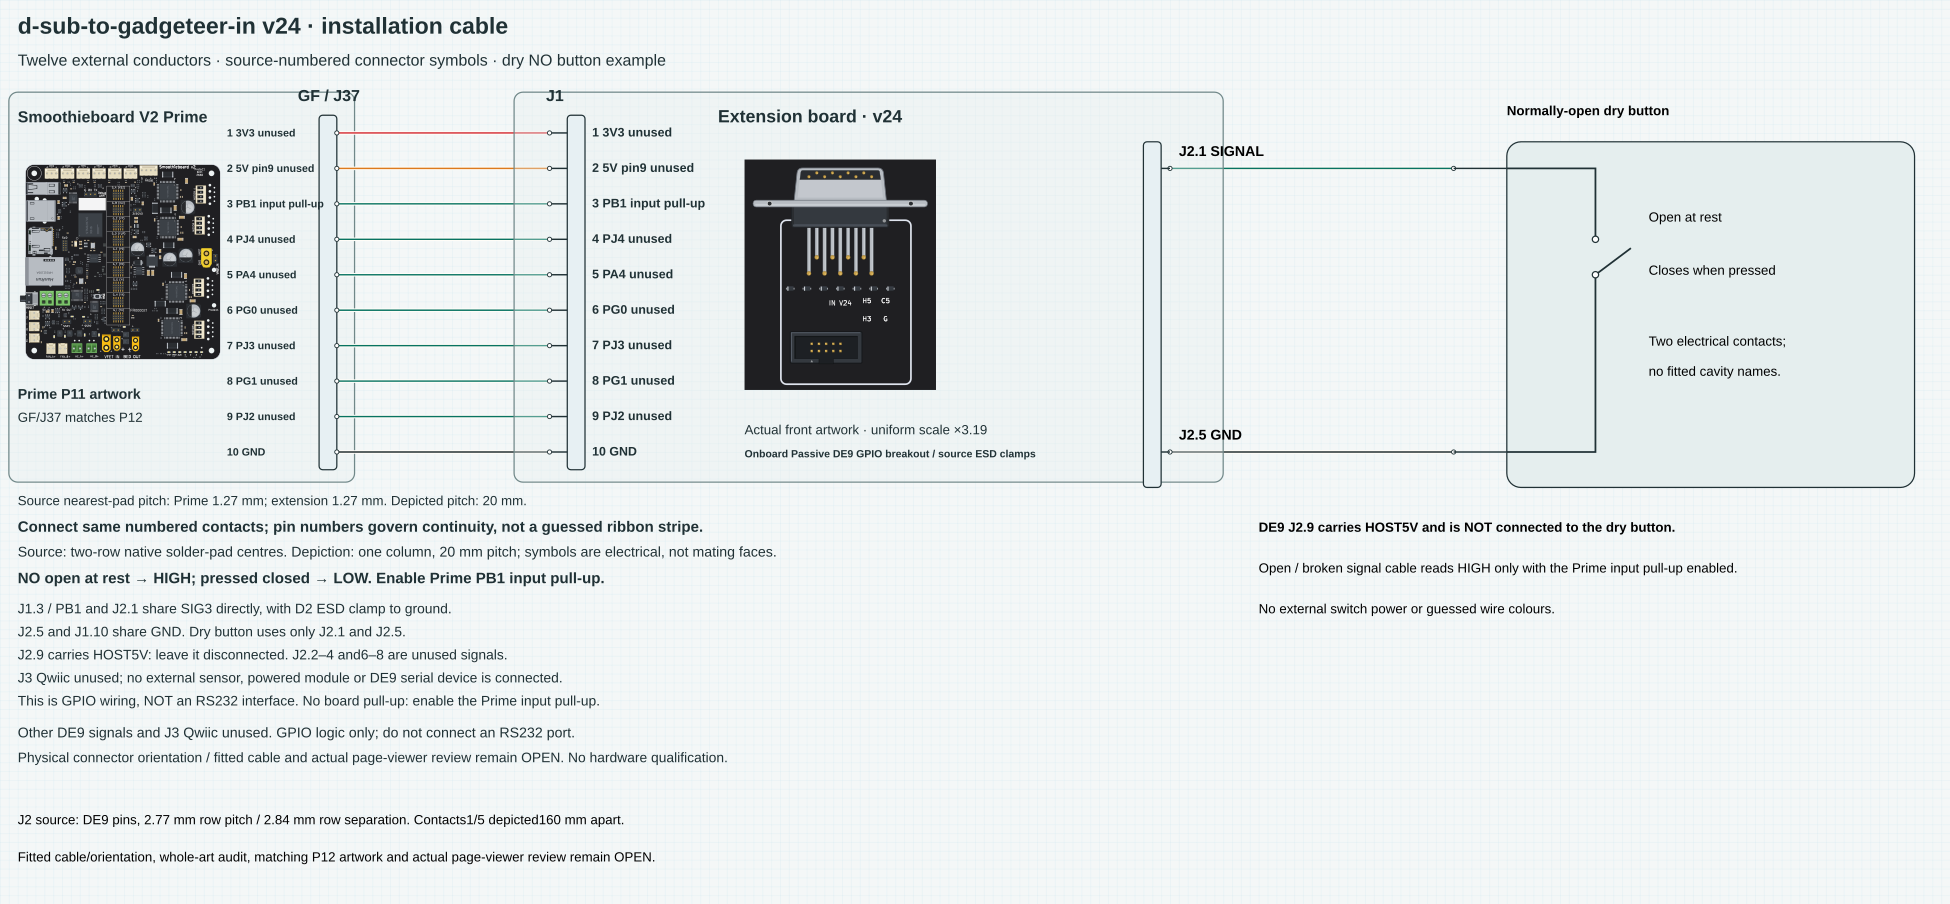 d-sub-to-gadgeteer-in v24 · installation cable
Twelve external conductors · source-numbered connector symbols · dry NO button example
GF / J37
J1
Smoothieboard V2 Prime
Extension board · v24
Normally-open dry button
1 3V3 unused
2 5V pin9 unused
3 PB1 input pull-up
4 PJ4 unused
5 PA4 unused
6 PG0 unused
7 PJ3 unused
8 PG1 unused
9 PJ2 unused
10 GND
Prime P11 artwork
GF/J37 matches P12
1 3V3 unused
2 5V pin9 unused
3 PB1 input pull-up
4 PJ4 unused
5 PA4 unused
6 PG0 unused
7 PJ3 unused
8 PG1 unused
9 PJ2 unused
10 GND
IN V24 H5 C5
H3 G
Actual front artwork · uniform scale ×3.19
Onboard Passive DE9 GPIO breakout / source ESD clamps
J2.1 SIGNAL
J2.5 GND
Open at rest
Closes when pressed
Two electrical contacts;
no fitted cavity names.
Source nearest-pad pitch: Prime 1.27 mm; extension 1.27 mm. Depicted pitch: 20 mm.
Connect same numbered contacts; pin numbers govern continuity, not a guessed ribbon stripe.
Source: two-row native solder-pad centres. Depiction: one column, 20 mm pitch; symbols are electrical, not mating faces.
NO open at rest → HIGH; pressed closed → LOW. Enable Prime PB1 input pull-up.
J1.3 / PB1 and J2.1 share SIG3 directly, with D2 ESD clamp to ground.
J2.5 and J1.10 share GND. Dry button uses only J2.1 and J2.5.
J2.9 carries HOST5V: leave it disconnected. J2.2–4 and6–8 are unused signals.
J3 Qwiic unused; no external sensor, powered module or DE9 serial device is connected.
This is GPIO wiring, NOT an RS232 interface. No board pull-up: enable the Prime input pull-up.
Other DE9 signals and J3 Qwiic unused. GPIO logic only; do not connect an RS232 port.
Physical connector orientation / fitted cable and actual page-viewer review remain OPEN. No hardware qualification.
DE9 J2.9 carries HOST5V and is NOT connected to the dry button.
Open / broken signal cable reads HIGH only with the Prime input pull-up enabled.
No external switch power or guessed wire colours.
J2 source: DE9 pins, 2.77 mm row pitch / 2.84 mm row separation. Contacts1/5 depicted160 mm apart.
Fitted cable/orientation, whole-art audit, matching P12 artwork and actual page-viewer review remain OPEN.